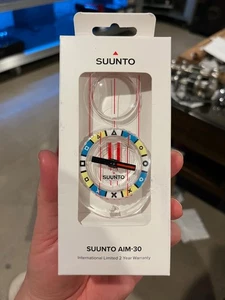 SUUNTO
SUUNTO
SUUNTO AIM-30
International Limited 2 Year Warranty